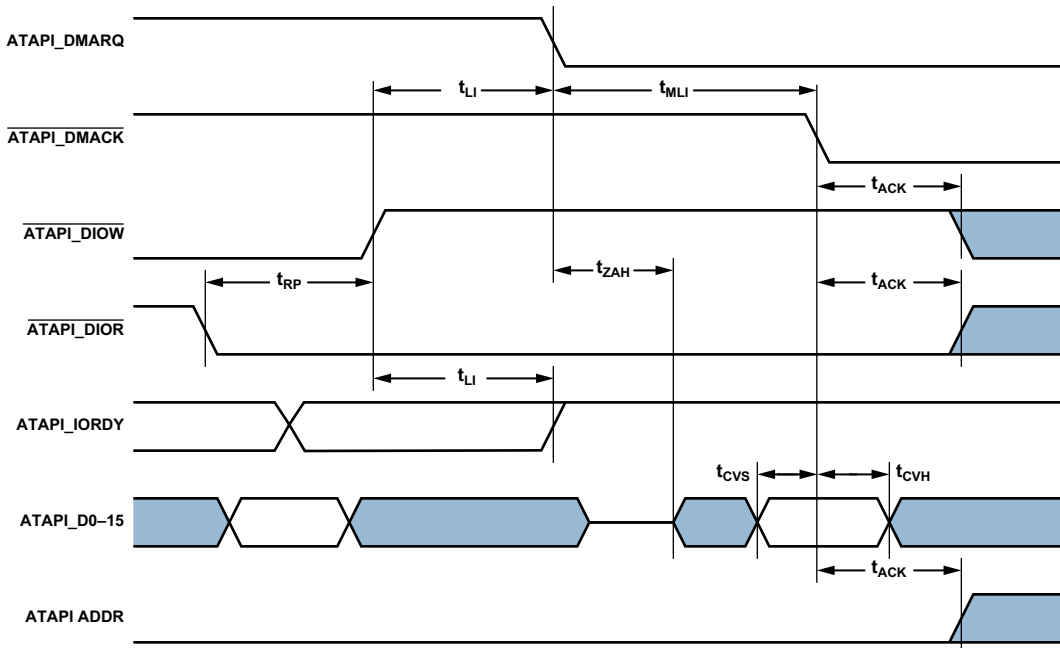 ATAPI_DMARQ
tLI
tMLI
ATAPI_DMACK
tACK
ATAPI_DIOW
tZAH
tRP
tACK
ATAPI_DIOR
tLI
ATAPI_IORDY
tCVS
tCVH
ATAPI_D0–15
tACK
ATAPI ADDR